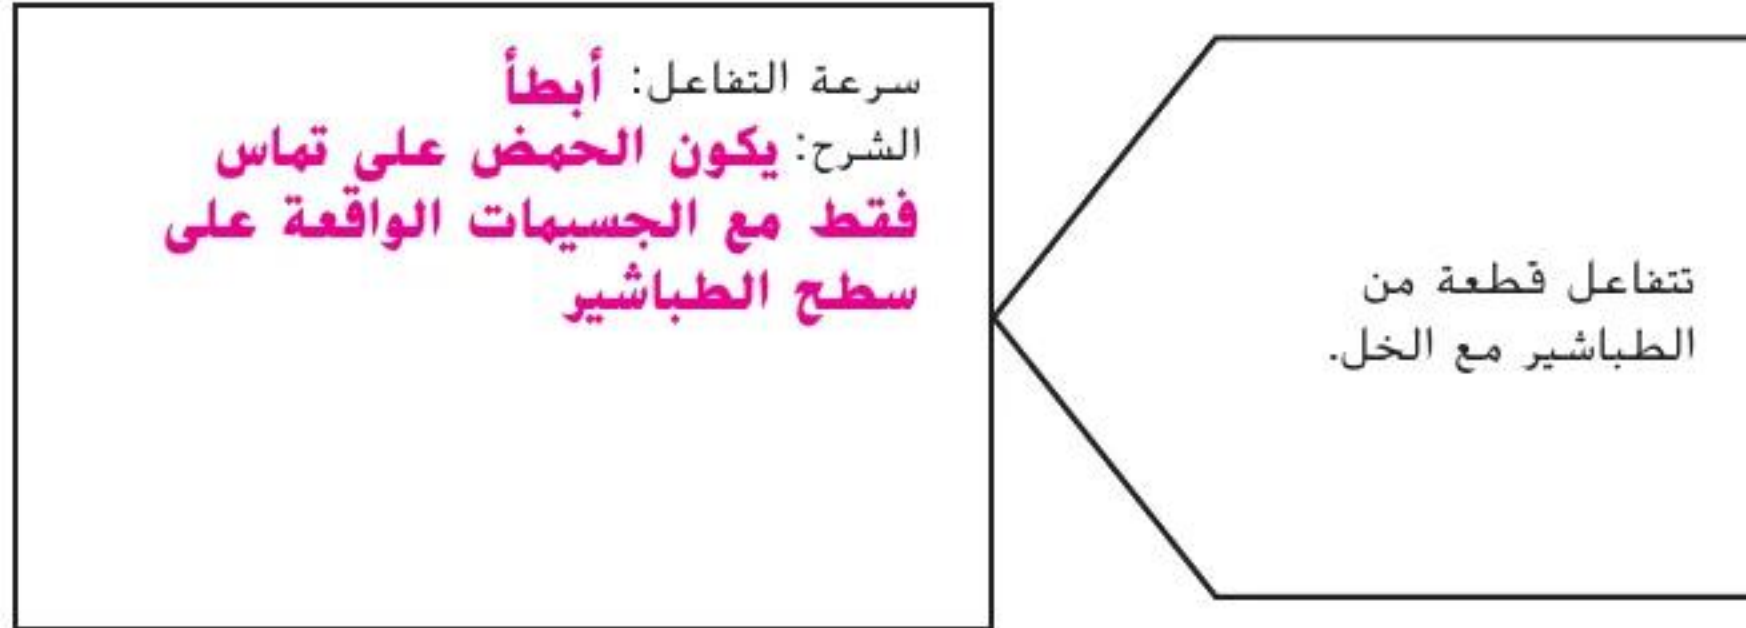 تتفاعل قطعة من
الطباشير مع الخل.
سرعة التفاعل: أبطأ
الشرح: يكون الحمض على تماس
فقط مع الجسيمات الواقعة على
سطح الطباشير